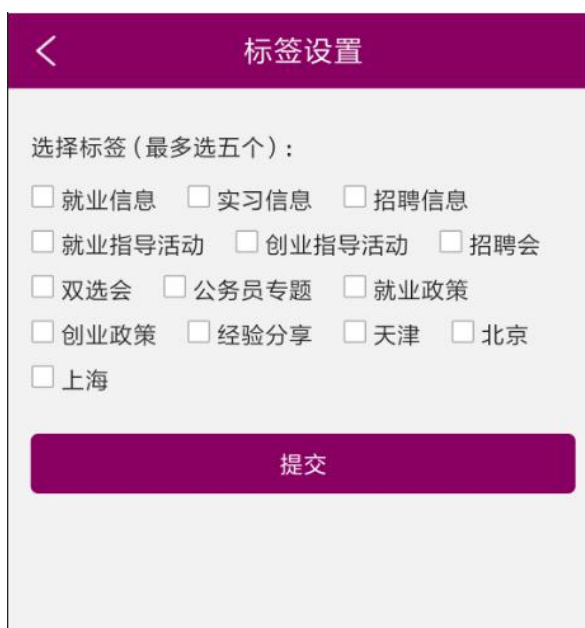 标签设置
选择标签(最多选五个):
就业信息 实习信息 招聘信息
就业指导活动 创业指导活动 招聘会
双选会 公务员专题 就业政策
创业政策 经验分享 天津 北京
上海
提交